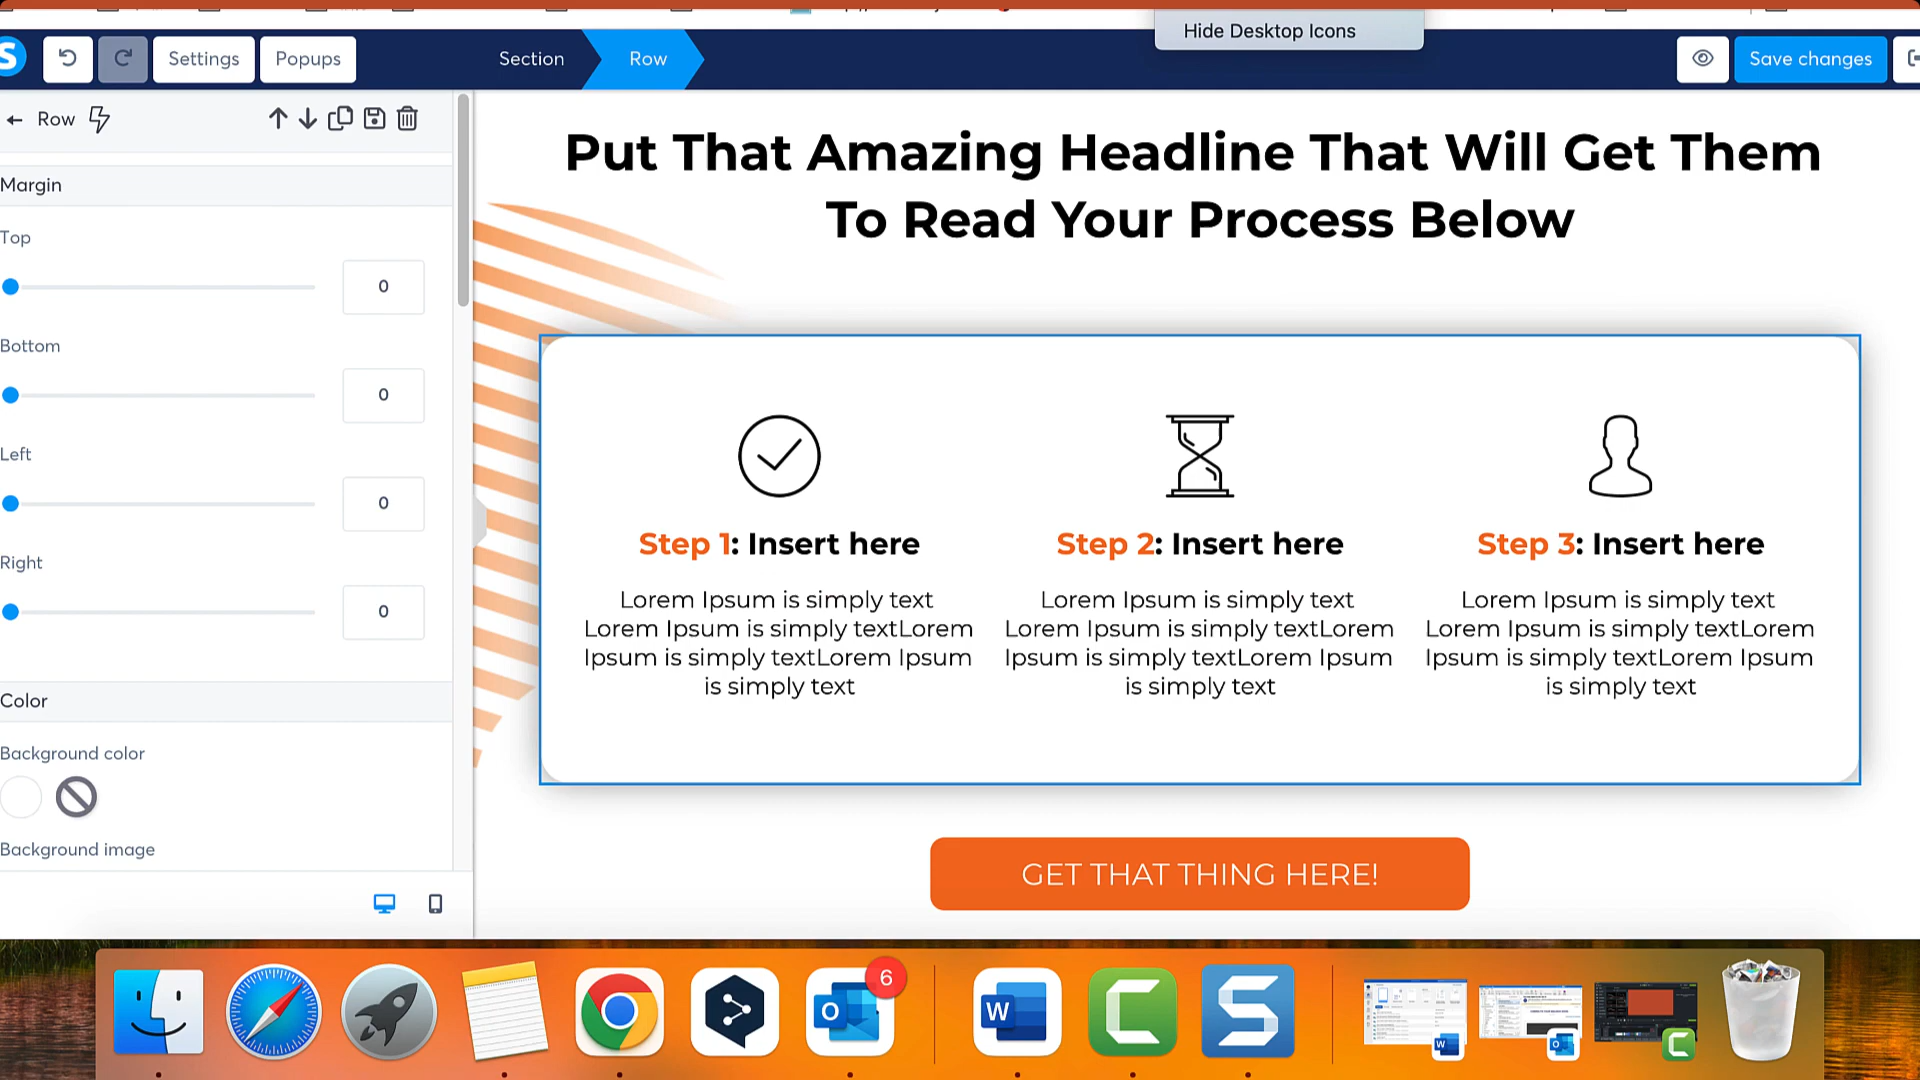 Hide Desktop Icons
S
Settings
Popups
Section
Row
Save changes
Row
Margin
Top
0
Bottom
0
Left
0
Right
0
Color
Background color
Background image
Put That Amazing Headline That Will Get Them
To Read Your Process Below
Step 1: Insert here
Lorem Ipsum is simply text
Lorem Ipsum is simply textLorem
Ipsum is simply textLorem Ipsum
is simply text
Step 2: Insert here
Lorem Ipsum is simply text
Lorem Ipsum is simply textLorem
Ipsum is simply textLorem Ipsum
is simply text
Step 3: Insert here
Lorem Ipsum is simply text
Lorem Ipsum is simply textLorem
Ipsum is simply textLorem Ipsum
is simply text
GET THAT THING HERE!
O
6
W
C
S
W
O
C